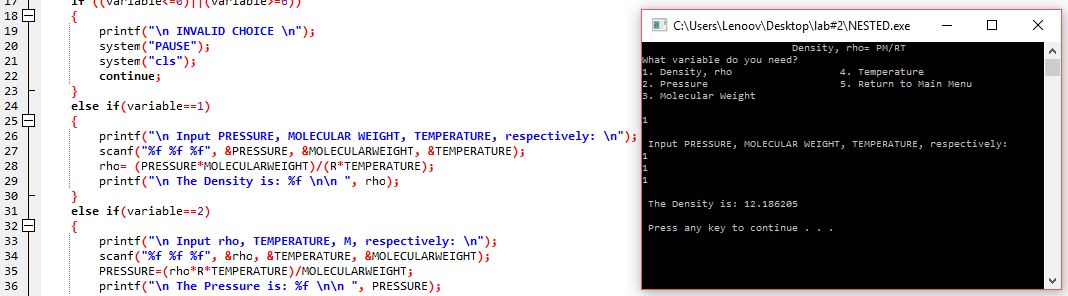 17 if ((variable<=0)||(variable>=6))
18 {
19 printf("\n INVALID CHOICE \n");
20 system("PAUSE");
21 system("cls");
22 continue;
23 }
24 else if(variable==1)
25 {
26 printf("\n Input PRESSURE, MOLECULAR WEIGHT, TEMPERATURE, respectively: \n");
27 scanf("%f %f %f", &PRESSURE, &MOLECULARWEIGHT, &TEMPERATURE);
28 rho= (PRESSURE*MOLECULARWEIGHT)/(R*TEMPERATURE);
29 printf("\n The Density is: %f \n\n ", rho);
30 }
31 else if(variable==2)
32 {
33 printf("\n Input rho, TEMPERATURE, M, respectively: \n");
34 scanf("%f %f %f", &rho, &TEMPERATURE, &MOLECULARWEIGHT);
35 PRESSURE=(rho*R*TEMPERATURE)/MOLECULARWEIGHT;
36 printf("\n The Pressure is: %f \n\n ", PRESSURE);
C:\Users\Lenoov\Desktop\lab#2\NESTED.exe
Density, rho= PM/RT
What variable do you need?
1. Density, rho 4. Temperature
2. Pressure 5. Return to Main Menu
3. Molecular Weight
1
Input PRESSURE, MOLECULAR WEIGHT, TEMPERATURE, respectively:
1
1
1
The Density is: 12.186205
Press any key to continue . . .